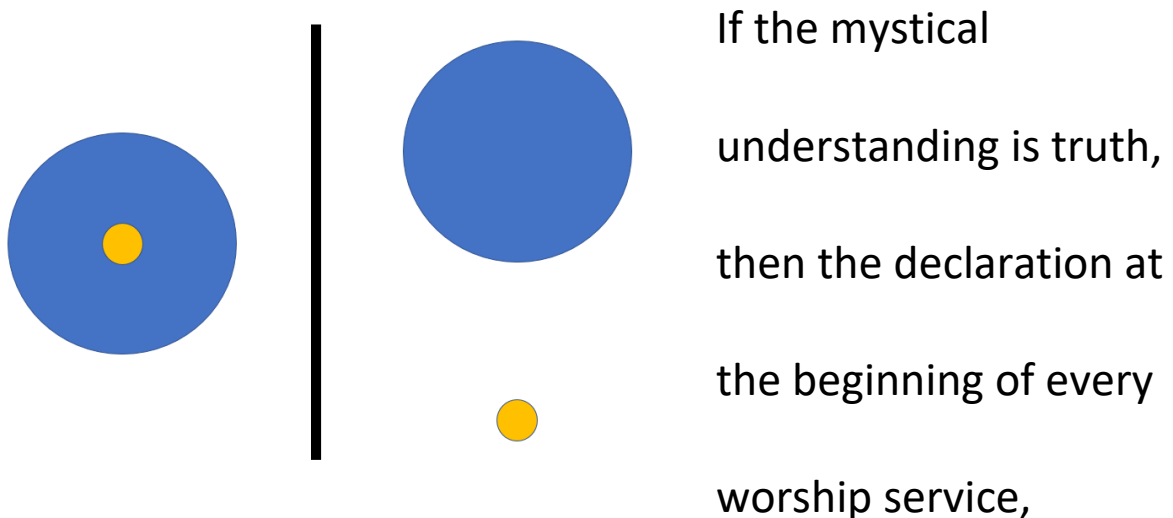 If the mystical
understanding is truth,
then the declaration at
the beginning of every
worship service,